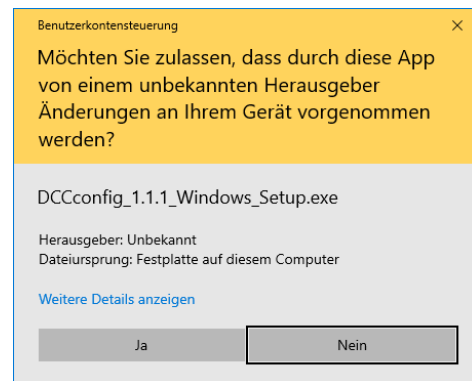 Benutzerkontensteuerung
Möchten Sie zulassen, dass durch diese App
von einem unbekannten Herausgeber
Änderungen an Ihrem Gerät vorgenommen
werden?
DCCconfig_1.1.1_Windows_Setup.exe
Herausgeber: Unbekannt
Dateiursprung: Festplatte auf diesem Computer
Weitere Details anzeigen
Ja
Nein